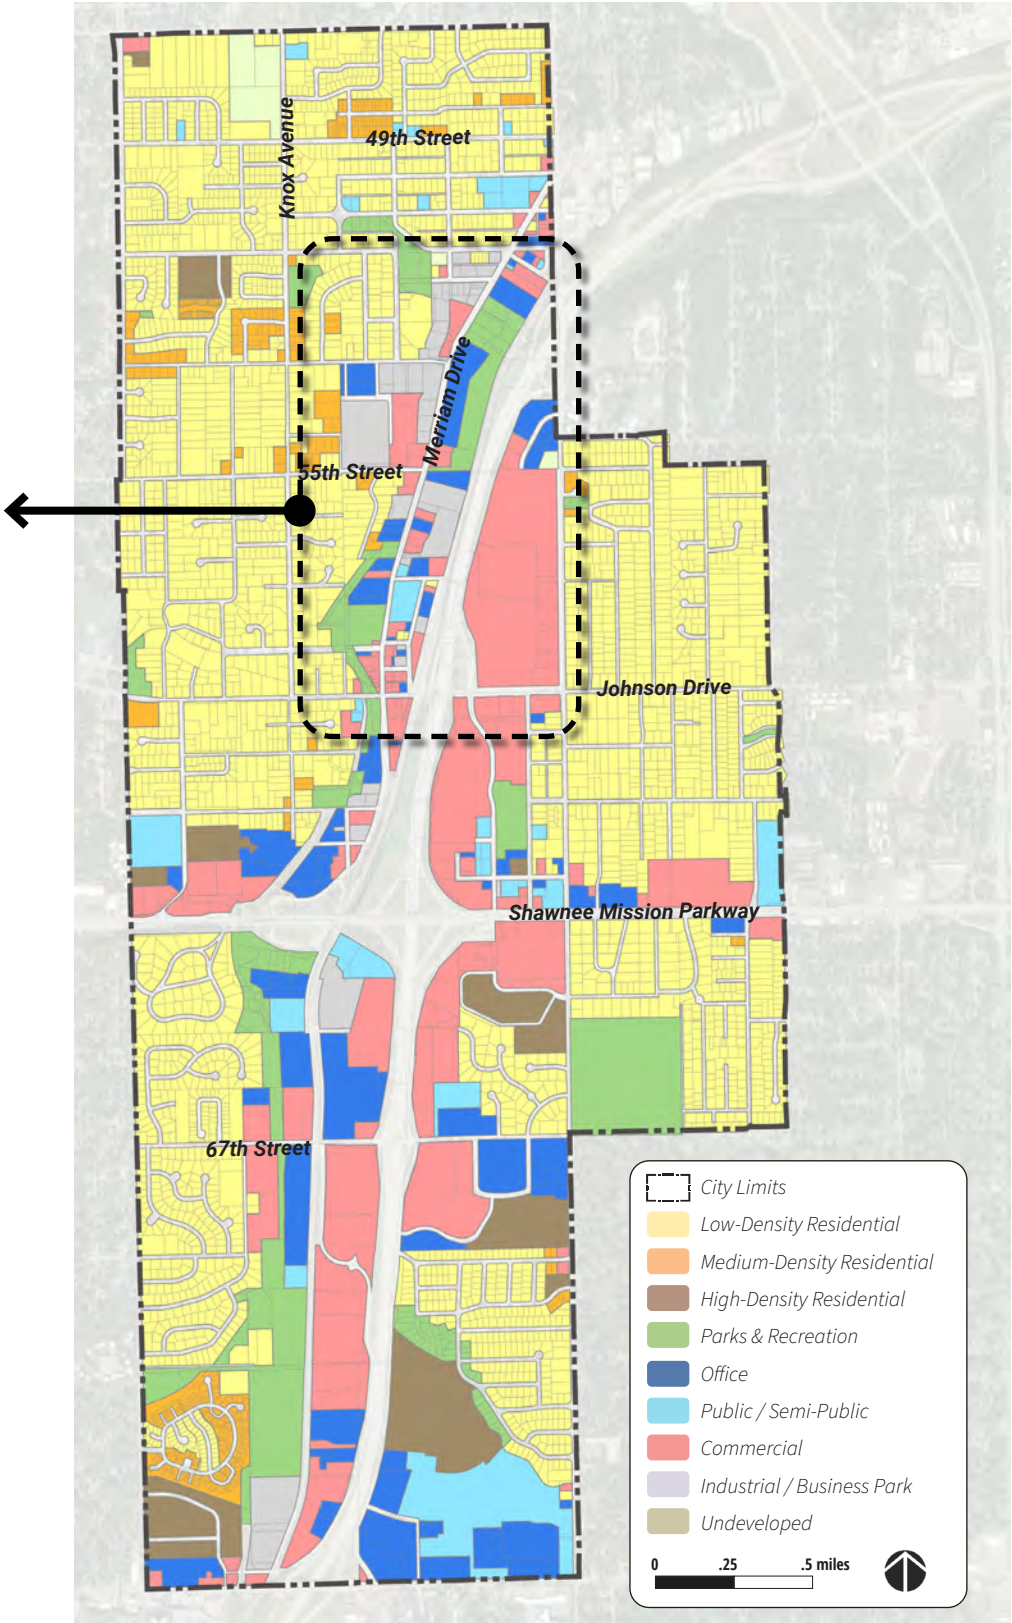 49th Street
Knox Avenue
Merriam Drive
55th Street
Johnson Drive
Shawnee Mission Parkway
67th Street
City Limits
Low-Density Residential
Medium-Density Residential
High-Density Residential
Parks & Recreation
Office
Public / Semi-Public
Commercial
Industrial / Business Park
Undeveloped
0 .25 .5 miles